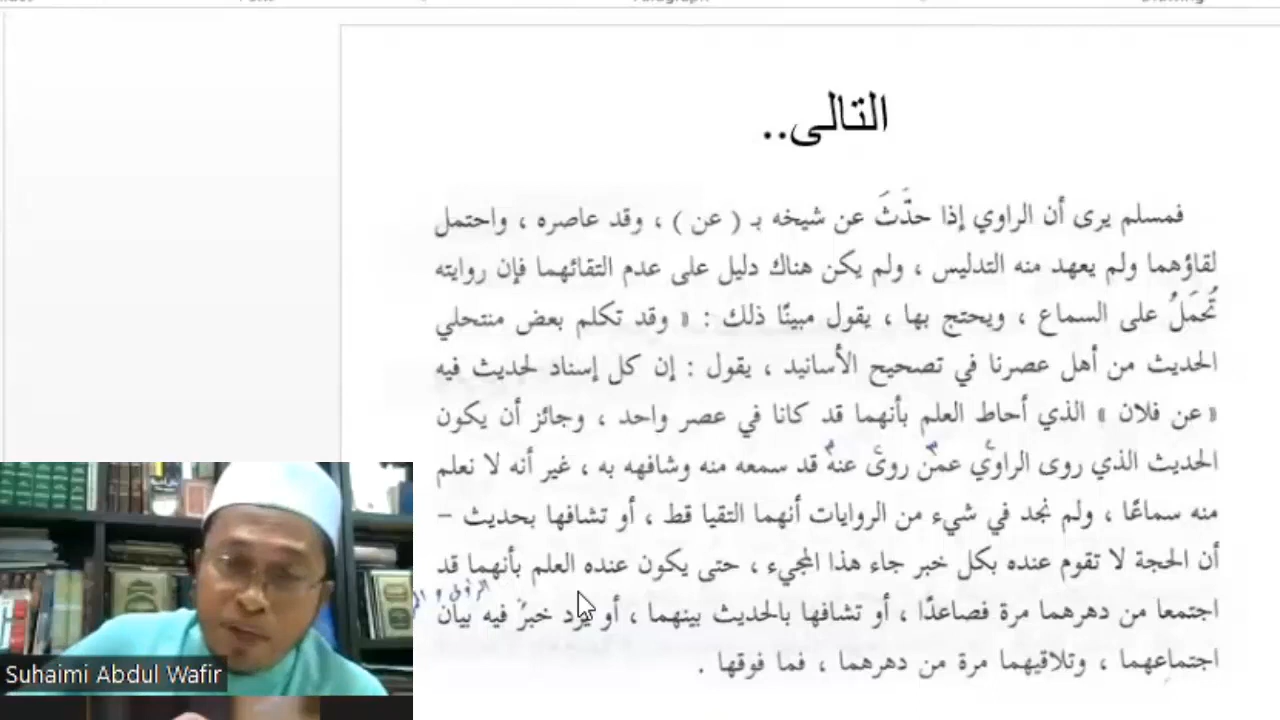 التالى..
فمسلم يرى أن الراوي إذا حدَّثَ عن شيخه بـ ( عن ) ، وقد عاصره ، واحتمل
لقاؤهما ولم يعهد منه التدليس ، ولم يكن هناك دليل على عدم التقائهما فإن روايته
تُحمَلُ على السماع ، ويحتج بها ، يقول مبينًا ذلك : « وقد تكلم بعض منتحلي
الحديث من أهل عصرنا في تصحيح الأسانيد ، يقول : إن كل إسناد لحديث فيه
« عن فلان » الذي أحاط العلم بأنهما قد كانا في عصر واحد ، وجائز أن يكون
الحديث الذي روى الراوي عمن روى عنه قد سمعه منه وشافهه به ، غير أنه لا نعلم
منه سماعًا ، ولم نجد في شيء من الروايات أنهما التقيا قط ، أو تشافها بحديث –
أن الحجة لا تقوم عنده بكل خبر جاء هذا المجيء ، حتى يكون عنده العلم بأنهما قد
اجتمعا من دهرهما مرة فصاعدًا ، أو تشافها بالحديث بينهما ، أو يَرد خبرٌ فيه بيان
اجتماعهما ، وتلاقيهما مرة من دهرهما ، فما فوقها .
Suhaimi Abdul Wafir